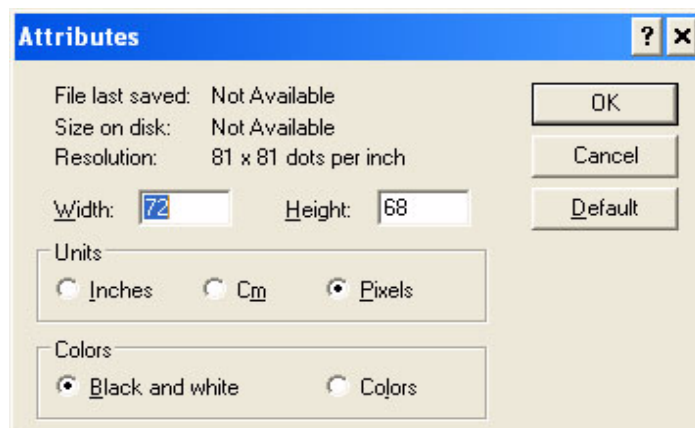 Attributes
File last saved: Not Available
Size on disk: Not Available
Resolution: 81 x 81 dots per inch
Width: 72 Height: 68
Units
Inches Cm Pixels
Colors
Black and white Colors
OK
Cancel
Default